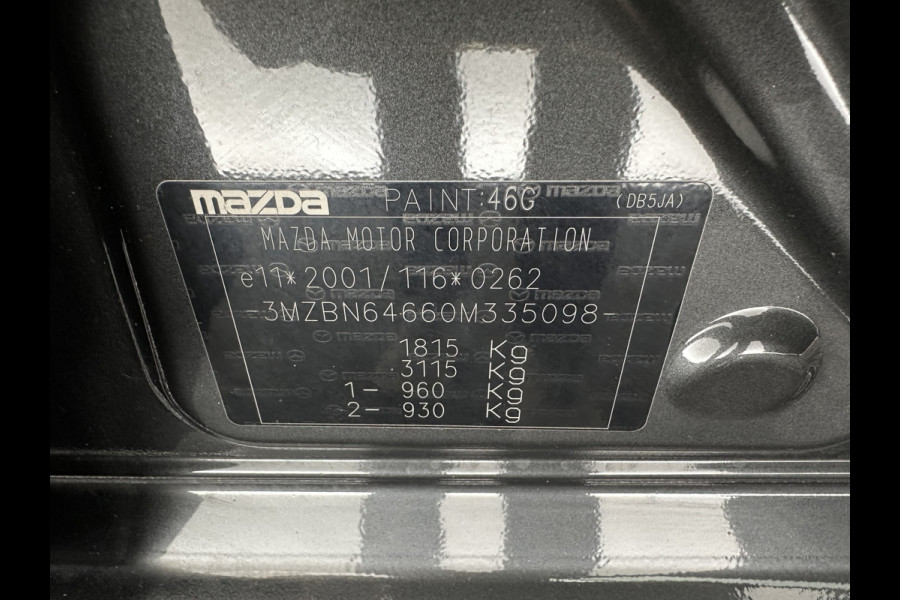 mazda PAINT:46G (DB5JA)
MAZDA MOTOR CORPORATION
e11*2001/116*0262
-3MZBN64660M335098-
1815 Kg
3115 Kg
1- 960 Kg
2- 930 Kg